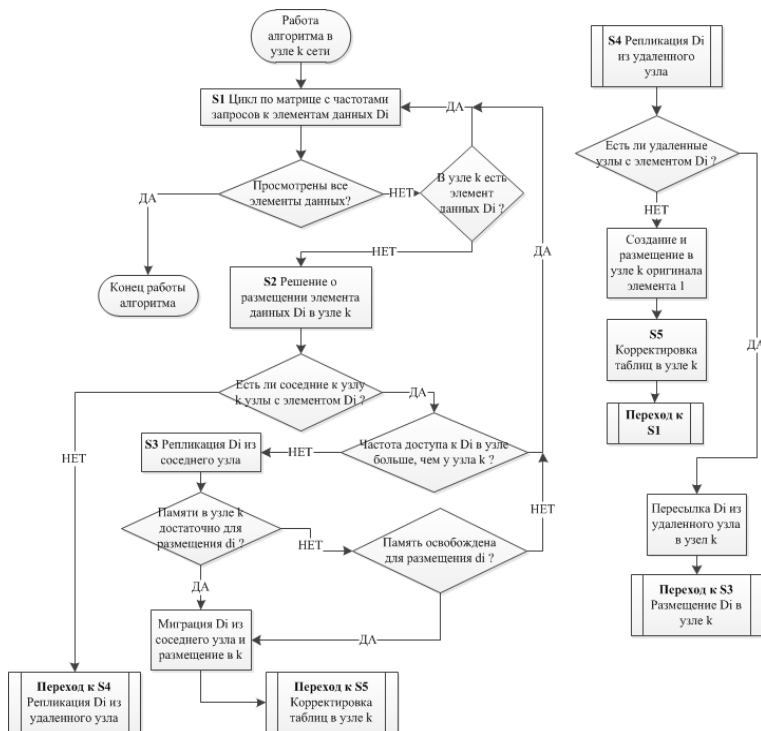 Работа
алгоритма в
узле k сети
S1 Цикл по матрице с частотами
запросов к элементам данных Di
ДА
Просмотрены все
элементы данных?
ДА
НЕТ
В узле k есть
элемент
данных Di ?
НЕТ
ДА
Конец работы
алгоритма
S2 Решение о
размещении элемента
данных Di в узле k
Есть ли соседние к узлу
k узлы с элементом Di ?
ДА
НЕТ
Частота доступа к Di в узле
больше, чем у узла k ?
НЕТ
S3 Репликация Di из
соседнего узла
Памяти в узле k
достаточно для
размещения di ?
НЕТ
Память освобождена
для размещения di ?
НЕТ
ДА
ДА
Миграция Di из
соседнего узла и
размещение в k
Переход к S4
Репликация Di из
удаленного узла
Переход к S5
Корректировка
таблиц в узле k
S4 Репликация Di
из удаленного
узла
Есть ли удаленные
узлы с элементом Di ?
НЕТ
ДА
Создание и
размещение в
узле k оригинала
элемента 1
S5
Корректировка
таблиц в узле k
Переход к
S1
Пересылка Di из
удаленного узла
в узел k
Переход к S3
Размещение Di в
узле k